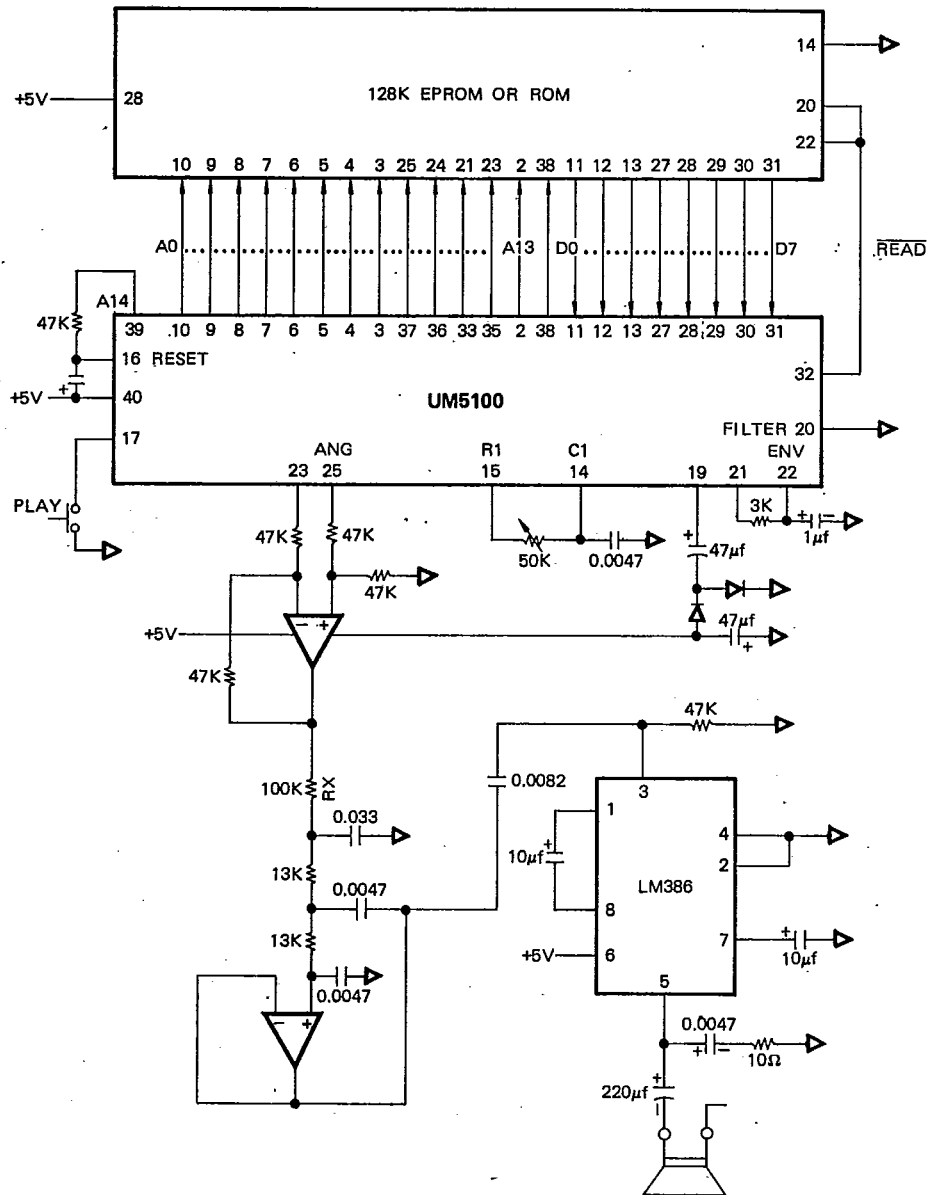 14
+5V 28 128K EPROM OR ROM 20
22
10 9 8 7 6 5 4 3 25 24 21 23 2 38 11 12 13 27 28 29 30 31
A0 A13 D0 D7 READ
A14
47K 39 10 9 8 7 6 5 4 3 37 36 33 35 2 38 11 12 13 27 28 29 30 31
16 RESET 32
+
+5V 40 UM5100
17 FILTER 20
ANG R1 C1 ENV
23 25 15 14 19 21 22
PLAY 3K + −
47K 47K 50K 0.0047 + 47μf 1μf
47K
47μf
+5V − + +
47K
47K
100K RX 0.0082 3
0.033 1
+ 4
13K 10μf 2
0.0047 LM386
8
13K 7 + 10μf
+5V 6
0.0047 5
− + 0.0047
+ − 10Ω
220μf +
−